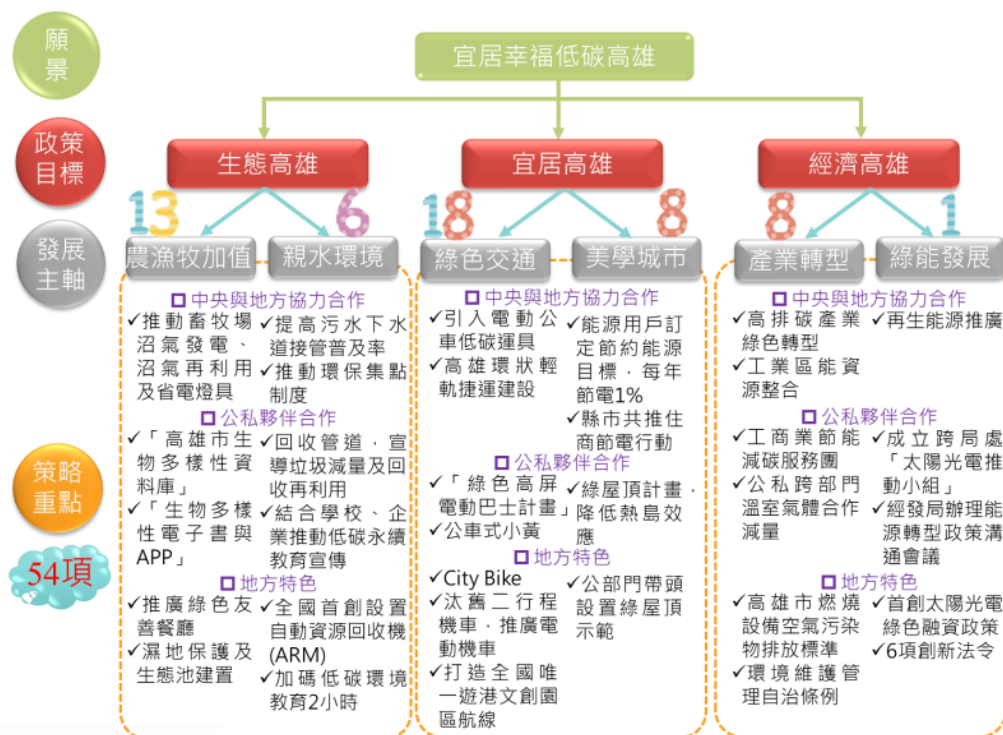 願
景
宜居幸福低碳高雄
政策
目標
生態高雄
宜居高雄
經濟高雄
13
6
18
8
8
1
發展
主軸
農漁牧加值
親水環境
綠色交通
美學城市
產業轉型
綠能發展
策略
重點
54項
中央與地方協力合作
✓推動畜牧場
沼氣發電、
沼氣再利用
及省電燈具
✓提高污水下水
道接管普及率
✓推動環保集點
制度
公私夥伴合作
✓「高雄市生
物多樣性資
料庫」
✓「生物多樣
性電子書與
APP」
✓回收管道，宣
導垃圾減量及回
收再利用
✓結合學校、企
業推動低碳永續
教育宣傳
地方特色
✓推廣綠色友
善餐廳
✓濕地保護及
生態池建置
✓全國首創設置
自動資源回收機
(ARM)
✓加碼低碳環境
教育2小時
中央與地方協力合作
✓引入電動公
車低碳運具
✓高雄環狀輕
軌捷運建設
✓能源用戶訂
定節約能源
目標，每年
節電1%
✓縣市共推住
商節電行動
公私夥伴合作
✓「綠色高屏
電動巴士計畫」
✓公車式小黃
✓綠屋頂計畫，
降低熱島效
應
地方特色
✓City Bike
✓汰舊二行程
機車，推廣電
動機車
✓打造全國唯
一遊港文創園
區航線
✓公部門帶頭
設置綠屋頂
示範
中央與地方協力合作
✓高排碳產業
綠色轉型
✓工業區能資
源整合
✓再生能源推廣
公私夥伴合作
✓工商業節能
減碳服務團
✓公私跨部門
溫室氣體合作
減量
✓成立跨局處
「太陽光電推
動小組」
✓經發局辦理能
源轉型政策溝
通會議
地方特色
✓高雄市燃燒
設備空氣污染
物排放標準
✓環境維護管
理自治條例
✓首創太陽光電
綠色融資政策
✓6項創新法令